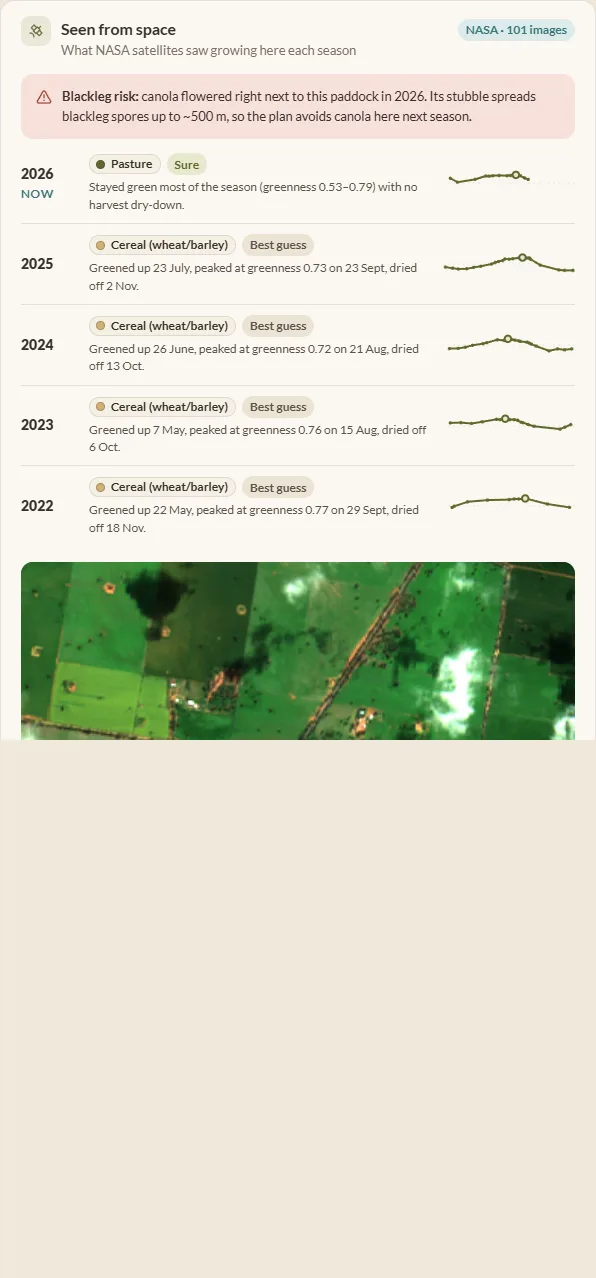 Seen from space
NASA · 101 images
What NASA satellites saw growing here each season
Blackleg risk: canola flowered right next to this paddock in 2026. Its stubble spreads
blackleg spores up to ~500 m, so the plan avoids canola here next season.
2026
NOW
Pasture
Sure
Stayed green most of the season (greenness 0.53–0.79) with no
harvest dry-down.
2025
Cereal (wheat/barley)
Best guess
Greened up 23 July, peaked at greenness 0.73 on 23 Sept, dried
off 2 Nov.
2024
Cereal (wheat/barley)
Best guess
Greened up 26 June, peaked at greenness 0.72 on 21 Aug, dried
off 13 Oct.
2023
Cereal (wheat/barley)
Best guess
Greened up 7 May, peaked at greenness 0.76 on 15 Aug, dried off
6 Oct.
2022
Cereal (wheat/barley)
Best guess
Greened up 22 May, peaked at greenness 0.77 on 29 Sept, dried
off 18 Nov.